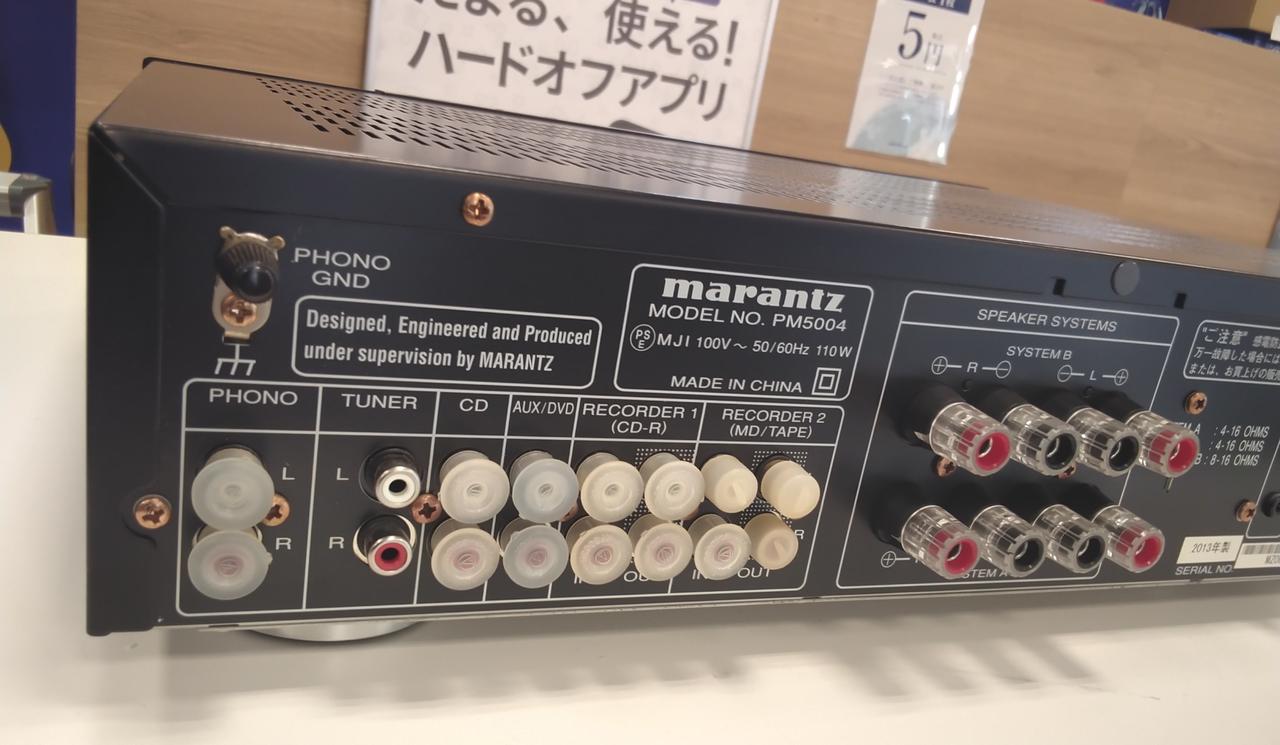 使える!
ハードオフアプリ
5円
PHONO
GND
Designed, Engineered and Produced
under supervision by MARANTZ
marantz
MODEL NO. PM5004
PS
E
MJI 100V～ 50/60Hz 110W
MADE IN CHINA
SPEAKER SYSTEMS
SYSTEM B
⊕ R ⊖ ⊖ L ⊕
"ご注意" 感電防
万一故障した場合には
または、お買上げの販
: 4-16 OHMS
: 4-16 OHMS
B : 8-16 OHMS
PHONO
TUNER
CD
AUX/DVD
RECORDER 1
(CD-R)
RECORDER 2
(MD/TAPE)
L
L
R
R
R
OUT
2013年製
SERIAL NO.